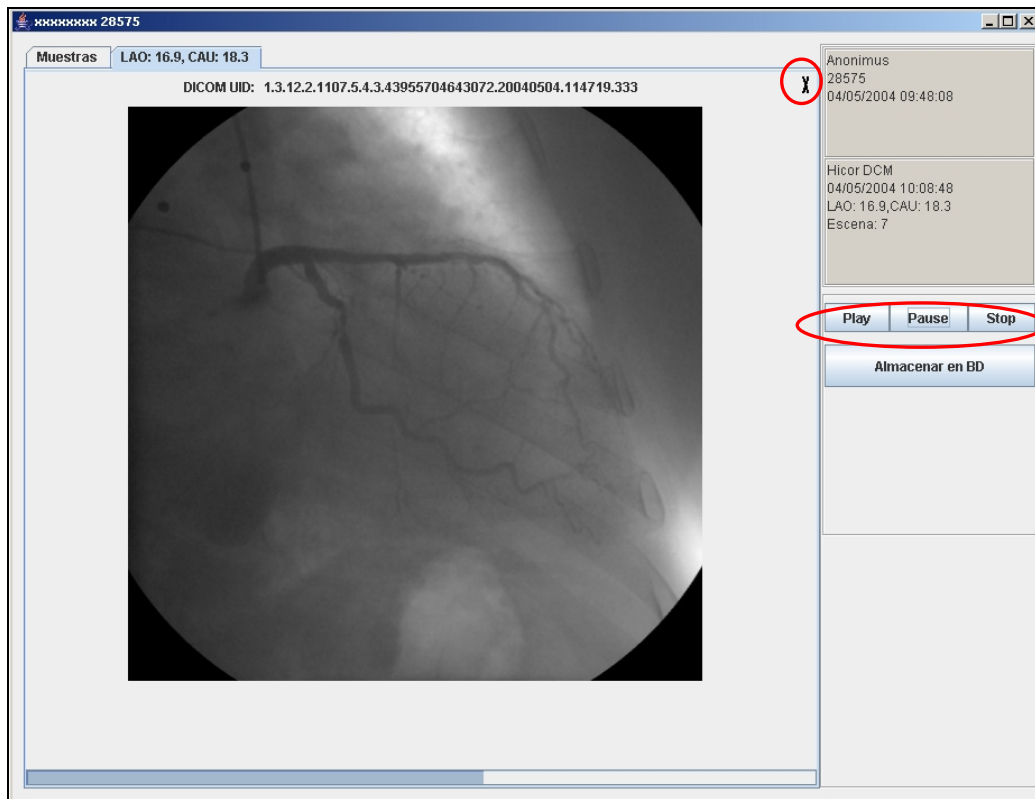 xxxxxxxx 28575
Muestras
LAO: 16.9, CAU: 18.3
DICOM UID: 1.3.12.2.1107.5.4.3.43955704643072.20040504.114719.333
X
Anonimus
28575
04/05/2004 09:48:08
Hicor DCM
04/05/2004 10:08:48
LAO: 16.9,CAU: 18.3
Escena: 7
Play Pause Stop
Almacenar en BD